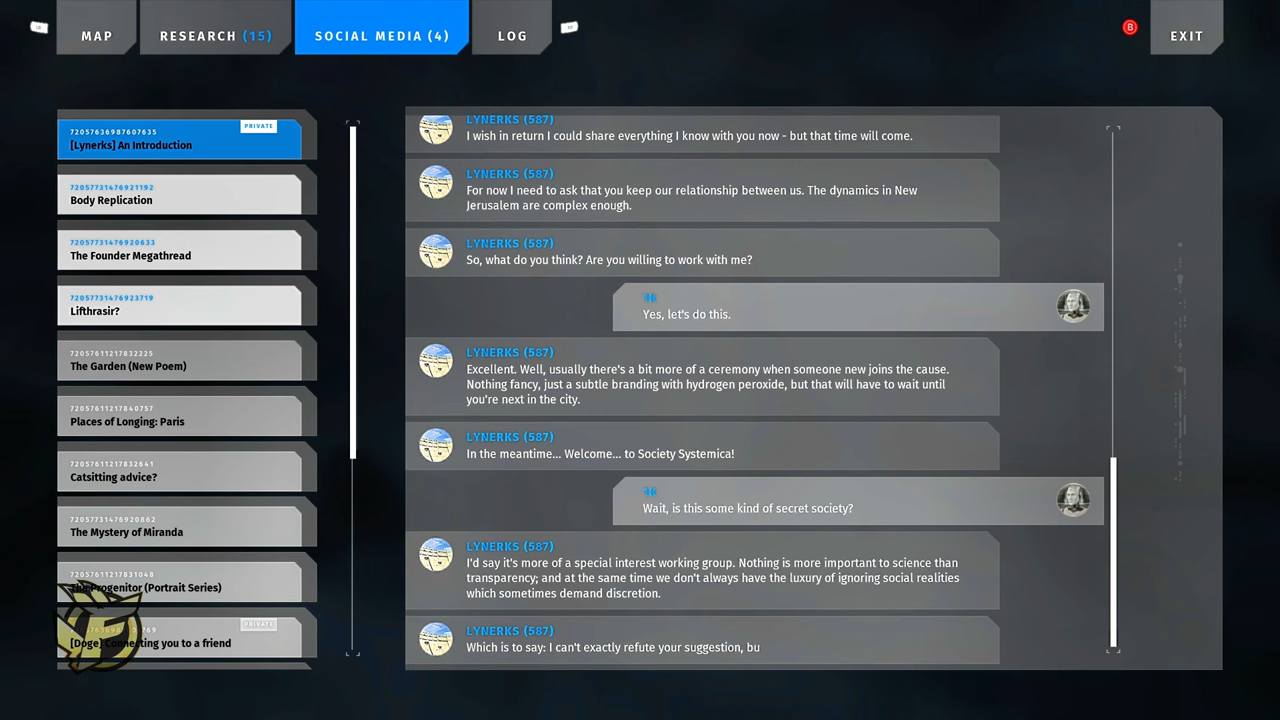 MAP
RESEARCH (15)
SOCIAL MEDIA (4)
LOG
B
EXIT
PRIVATE
72057636987607635
[Lynerks] An Introduction
72057731476921192
Body Replication
72057731476920633
The Founder Megathread
72057731476923719
Lifthrasir?
72057611217832225
The Garden (New Poem)
72057611217840757
Places of Longing: Paris
72057611217832641
Catsitting advice?
72057731476920862
The Mystery of Miranda
72057611217831048
The Progenitor (Portrait Series)
PRIVATE
[Doge] Connecting you to a friend
LYNERKS (587)
I wish in return I could share everything I know with you now - but that time will come.
LYNERKS (587)
For now I need to ask that you keep our relationship between us. The dynamics in New
Jerusalem are complex enough.
LYNERKS (587)
So, what do you think? Are you willing to work with me?
1K
Yes, let's do this.
LYNERKS (587)
Excellent. Well, usually there's a bit more of a ceremony when someone new joins the cause.
Nothing fancy, just a subtle branding with hydrogen peroxide, but that will have to wait until
you're next in the city.
LYNERKS (587)
In the meantime... Welcome... to Society Systemica!
1K
Wait, is this some kind of secret society?
LYNERKS (587)
I'd say it's more of a special interest working group. Nothing is more important to science than
transparency; and at the same time we don't always have the luxury of ignoring social realities
which sometimes demand discretion.
LYNERKS (587)
Which is to say: I can't exactly refute your suggestion, bu